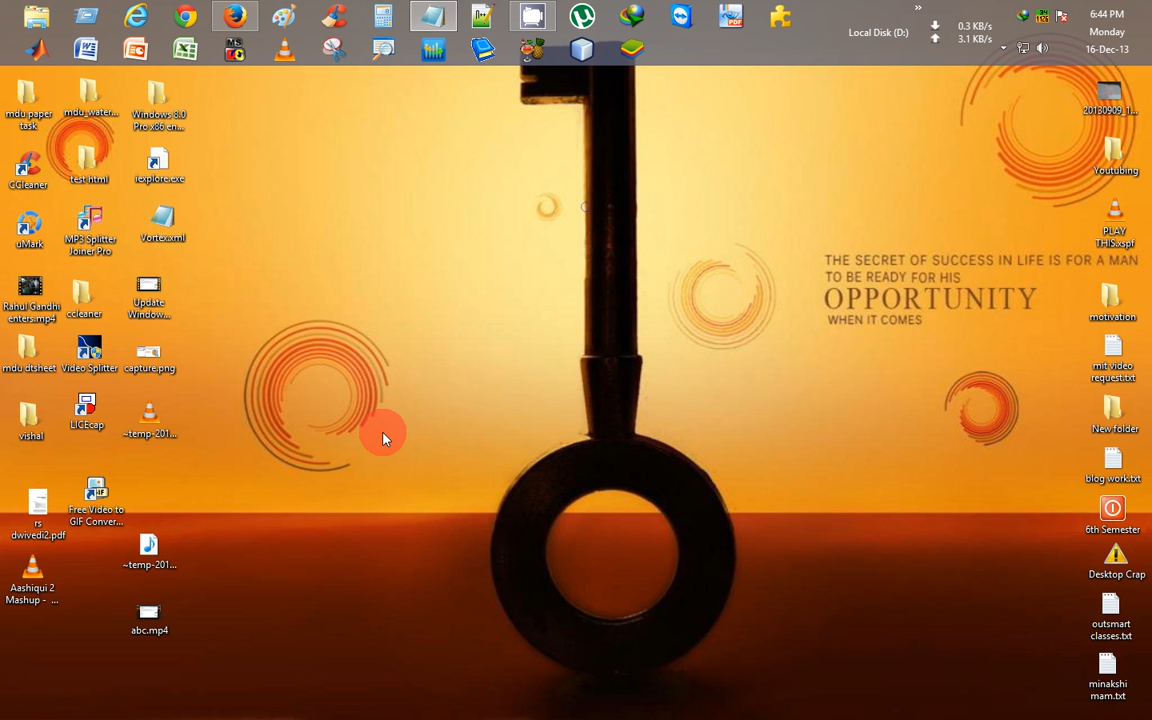 Local Disk (D:)
»
0.3 KB/s
3.1 KB/s
6:44 PM
Monday
16-Dec-13
mdu paper
task
mdu_water...
Windows 8.0
Pro x86 en...
CCleaner
test html
iexplore.exe
uMark
MP3 Splitter
Joiner Pro
Vortex.xml
Rahul Gandhi
enters.mp4
ccleaner
Update
Window...
mdu dtsheet
Video Splitter
capture.png
vishal
LICEcap
~temp-201...
rs
dwivedi2.pdf
Free Video to
GIF Conver...
~temp-201...
Aashiqui 2
Mashup - ...
abc.mp4
THE SECRET OF SUCCESS IN LIFE IS FOR A MAN
TO BE READY FOR HIS
OPPORTUNITY
WHEN IT COMES
20130909_1...
Youtubing
PLAY
THIS.xspf
motivation
mit video
request.txt
New folder
blog work.txt
6th Semester
Desktop Crap
outsmart
classes.txt
minakshi
mam.txt